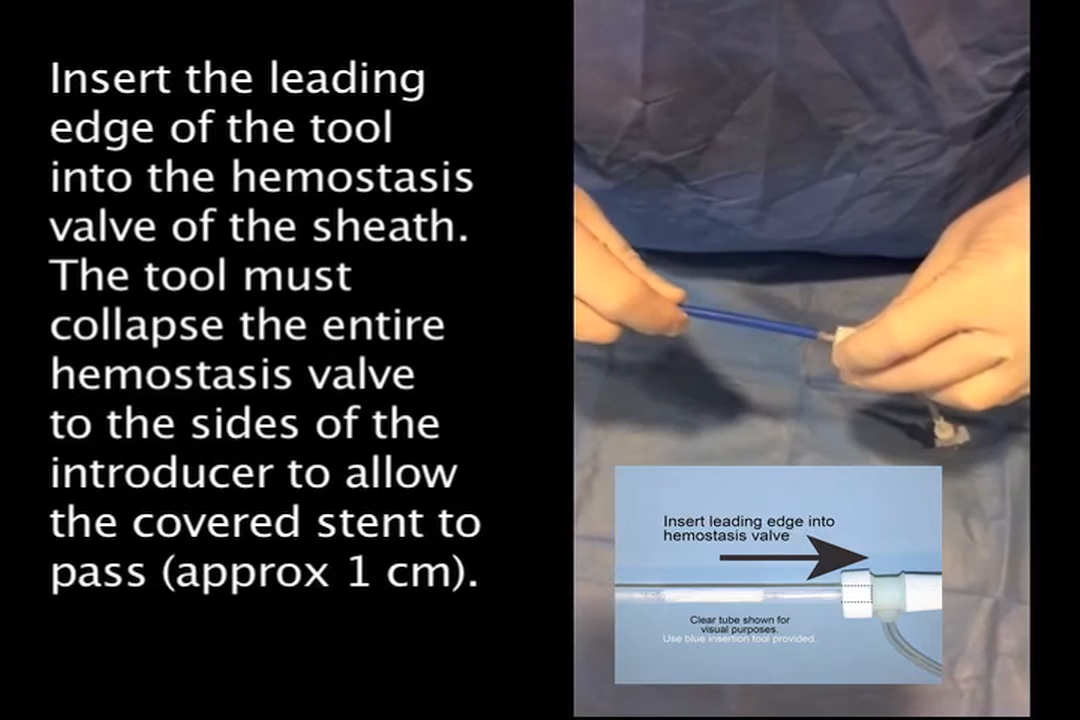 Insert the leading
edge of the tool
into the hemostasis
valve of the sheath.
The tool must
collapse the entire
hemostasis valve
to the sides of the
introducer to allow
the covered stent to
pass (approx 1 cm).
Insert leading edge into
hemostasis valve
Clear tube shown for
visual purposes.
Use blue insertion tool provided.